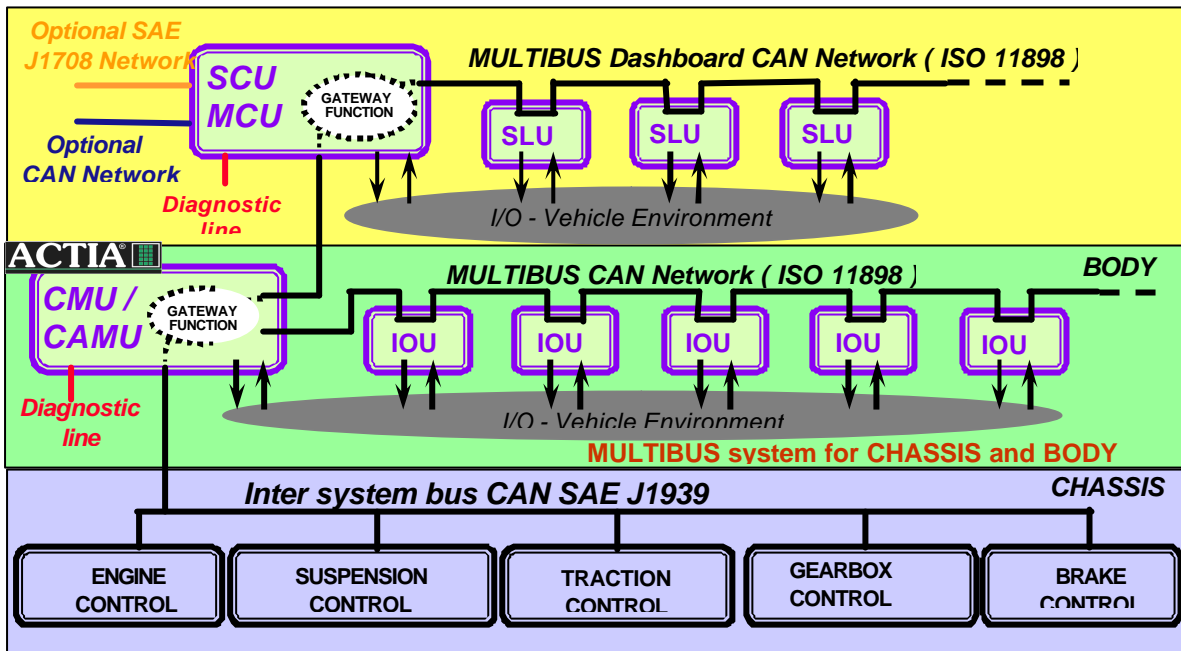 Optional SAE
J1708 Network
MULTIBUS Dashboard CAN Network ( ISO 11898 )
SCU
MCU
GATEWAY
FUNCTION
SLU
SLU
SLU
Optional
CAN Network
Diagnostic
line
I/O - Vehicle Environment
ACTIA®
MULTIBUS CAN Network ( ISO 11898 )
BODY
CMU /
CAMU
GATEWAY
FUNCTION
IOU
IOU
IOU
IOU
IOU
Diagnostic
line
I/O - Vehicle Environment
MULTIBUS system for CHASSIS and BODY
Inter system bus CAN SAE J1939
CHASSIS
ENGINE
CONTROL
SUSPENSION
CONTROL
TRACTION
CONTROL
GEARBOX
CONTROL
BRAKE
CONTROL